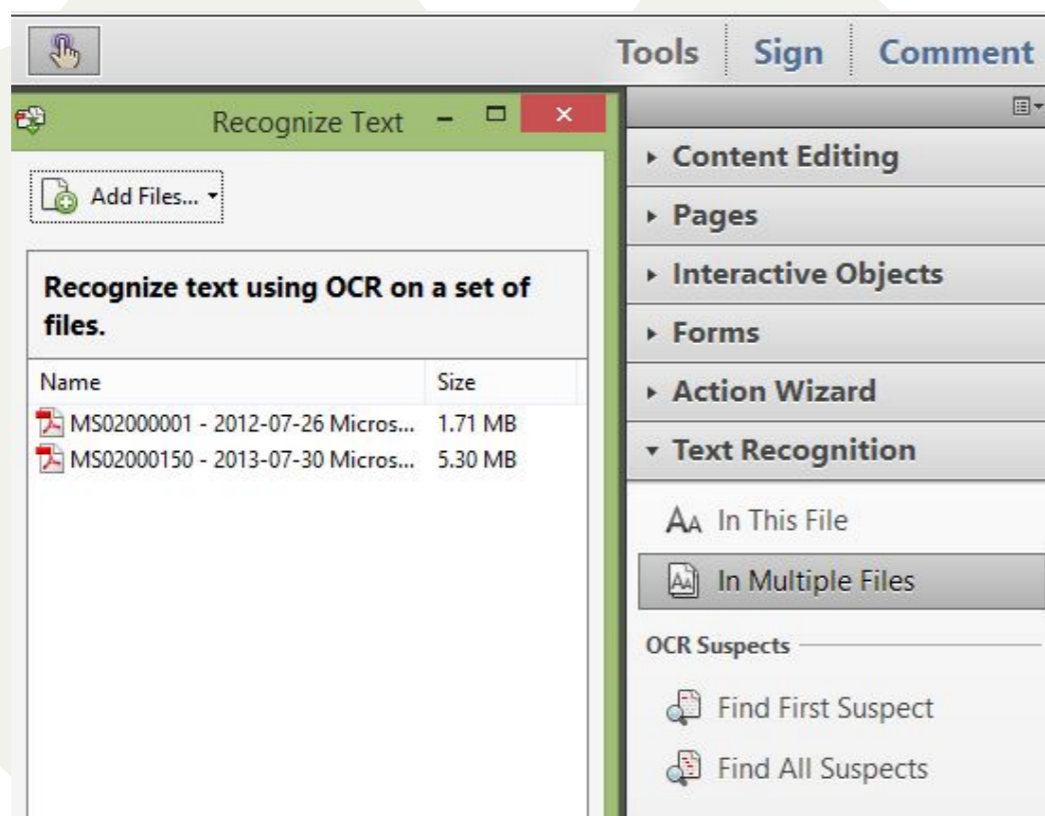 Tools Sign Comment
Recognize Text
Add Files...
Recognize text using OCR on a set of
files.
Name Size
MS02000001 - 2012-07-26 Micros... 1.71 MB
MS02000150 - 2013-07-30 Micros... 5.30 MB
Content Editing
Pages
Interactive Objects
Forms
Action Wizard
Text Recognition
In This File
In Multiple Files
OCR Suspects
Find First Suspect
Find All Suspects